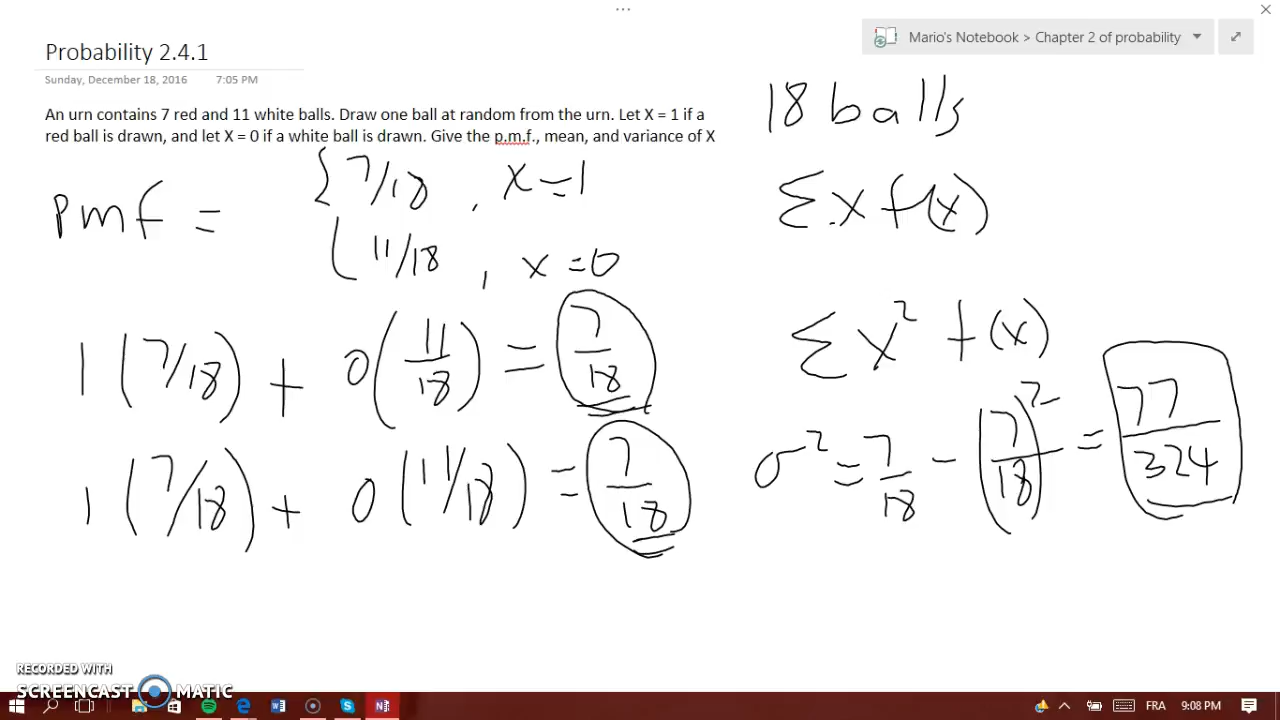 ...
Mario's Notebook > Chapter 2 of probability
Probability 2.4.1
Sunday, December 18, 2016 7:05 PM
An urn contains 7 red and 11 white balls. Draw one ball at random from the urn. Let X = 1 if a
red ball is drawn, and let X = 0 if a white ball is drawn. Give the p.m.f., mean, and variance of X
18 balls
pmf = { 7/18 , x=1
11/18 , x=0
Σ x f(x)
Σ x² f(x)
1 (7/18) + 0 (11/18) = 7/18
1 (7/18) + 0 (11/18) = 7/18
σ² = 7/18 - (7/18)² = 77/324
RECORDED WITH
SCREENCAST MATIC
FRA 9:08 PM